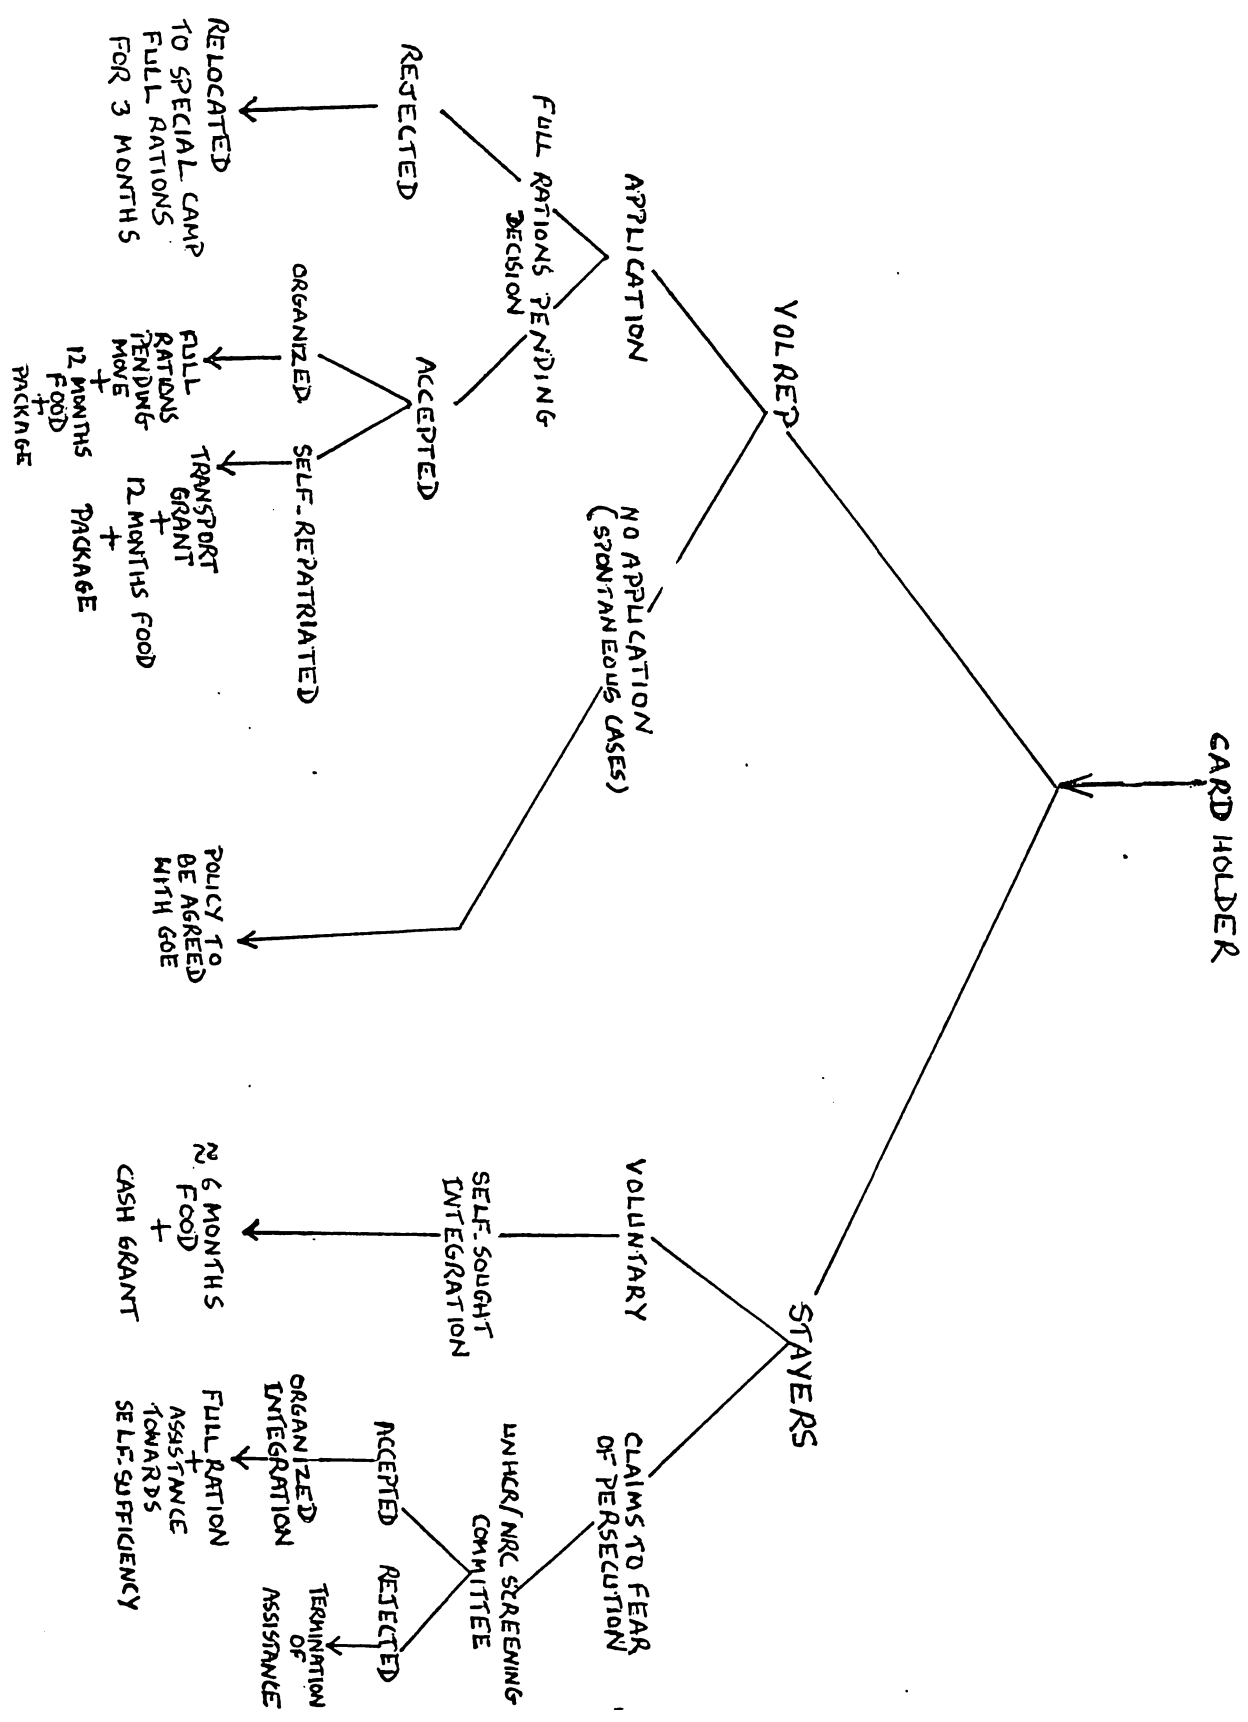 CARD HOLDER
VOLREP
STAYERS
APPLICATION
NO APPLICATION
(SPONTANEOUS CASES)
VOLUNTARY
CLAIMS TO FEAR
OF PERSECUTION
FULL RATIONS PENDING
DECISION
SELF-SOUGHT
INTEGRATION
UNHCR/NRC SCREENING
COMMITTEE
REJECTED
ACCEPTED
ACCEPTED
REJECTED
ORGANIZED
SELF-REPATRIATED
ORGANIZED
INTEGRATION
TERMINATION
OF
ASSISTANCE
RELOCATED
TO SPECIAL CAMP
FULL RATIONS
FOR 3 MONTHS
FULL
RATIONS
PENDING
MOVE
+
12 MONTHS
FOOD
+
PACKAGE
TRANSPORT
GRANT
+
12 MONTHS FOOD
+
PACKAGE
POLICY TO
BE AGREED
WITH GOE
≈ 6 MONTHS
FOOD
+
CASH GRANT
FULL RATION
+
ASSISTANCE
TOWARDS
SELF-SUFFICIENCY